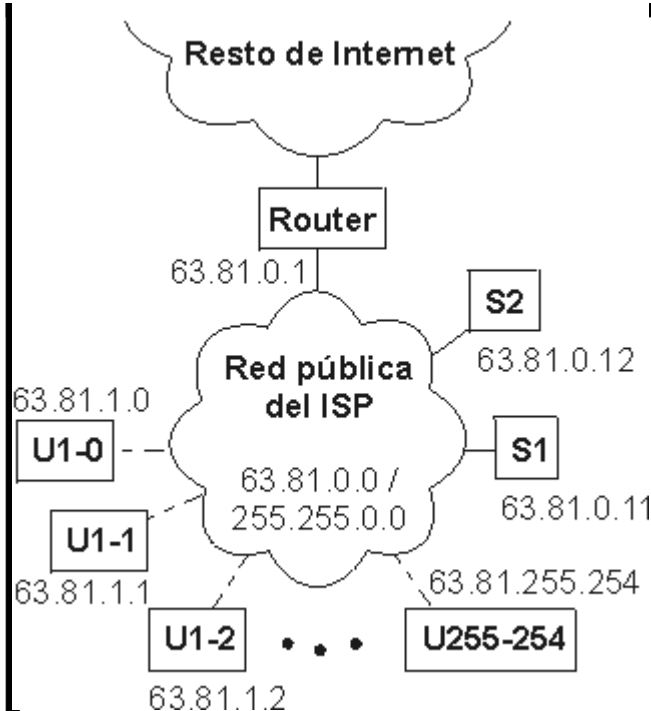 Resto de Internet
Router
63.81.0.1
S2
63.81.0.12
Red pública
del ISP
63.81.1.0
U1-0
S1
63.81.0.0 /
255.255.0.0
63.81.0.11
U1-1
63.81.1.1
63.81.255.254
U1-2
U255-254
63.81.1.2